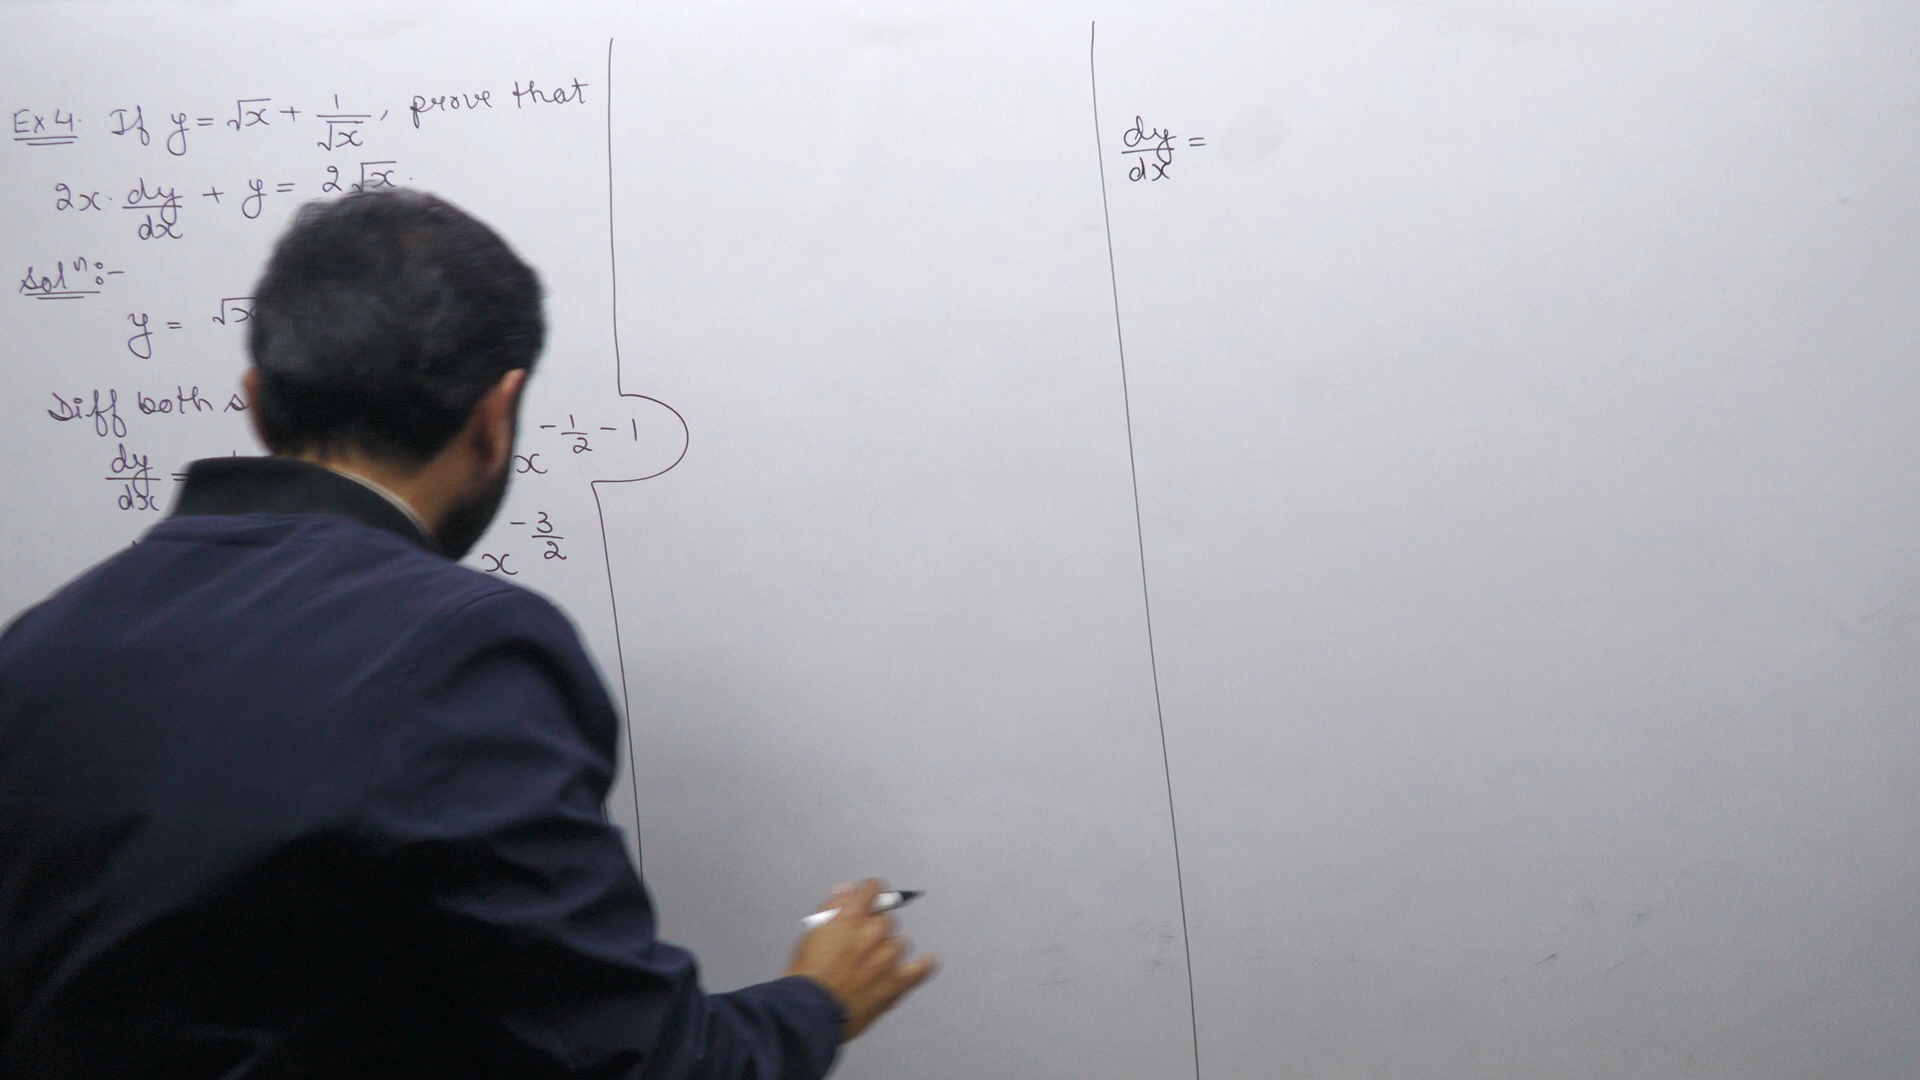 Ex 4. If y = √x + 1/√x, prove that
2x. dy/dx + y = 2√x.
Solⁿ:-
y = √x
Diff both
dy/dx = x^(-1/2 - 1)
x^(-3/2)
dy/dx =